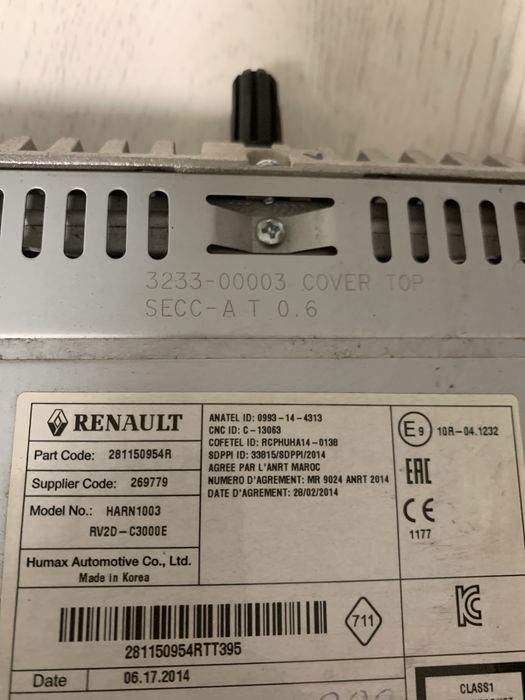 3233-00003 COVER TOP
SECC-A T 0.6
RENAULT
Part Code: 281150954R
Supplier Code: 269779
Model No.: HARN1003
RV2D-C3000E
Humax Automotive Co., Ltd.
Made in Korea
ANATEL ID: 0993-14-4313
CNC ID: C-13063
COFETEL ID: RCPHUHA14-0138
SDPPI ID: 33815/SDPPI/2014
AGREE PAR L'ANRT MAROC
NUMERO D'AGREMENT: MR 9024 ANRT 2014
DATE D'AGREMENT: 28/02/2014
E9 10R-04.1232
EAC
CE
1177
281150954RTT395
711
KC
Date 06.17.2014
CLASS1